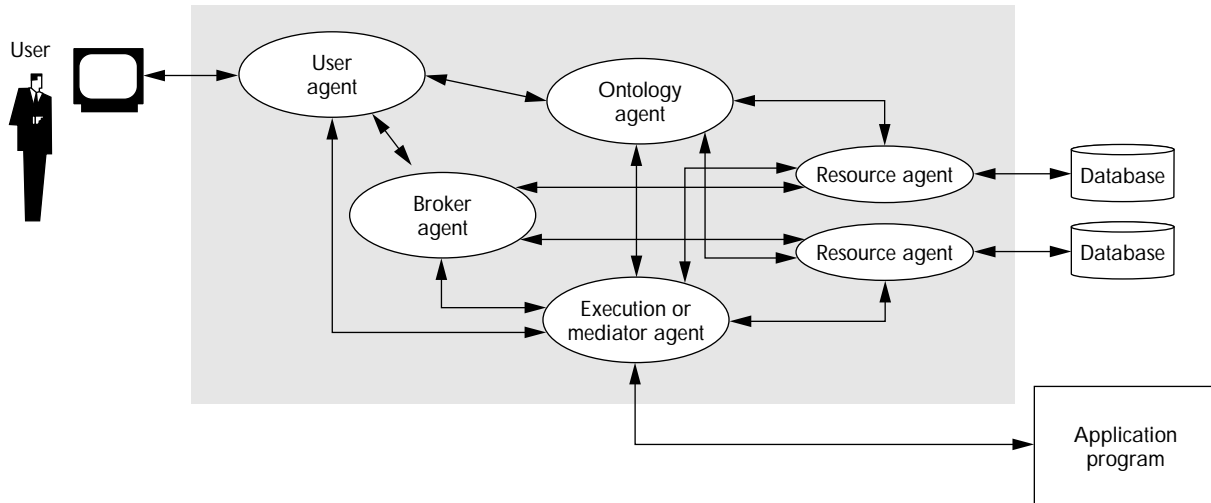 User
User
agent
Ontology
agent
Resource agent
Database
Broker
agent
Resource agent
Database
Execution or
mediator agent
Application
program